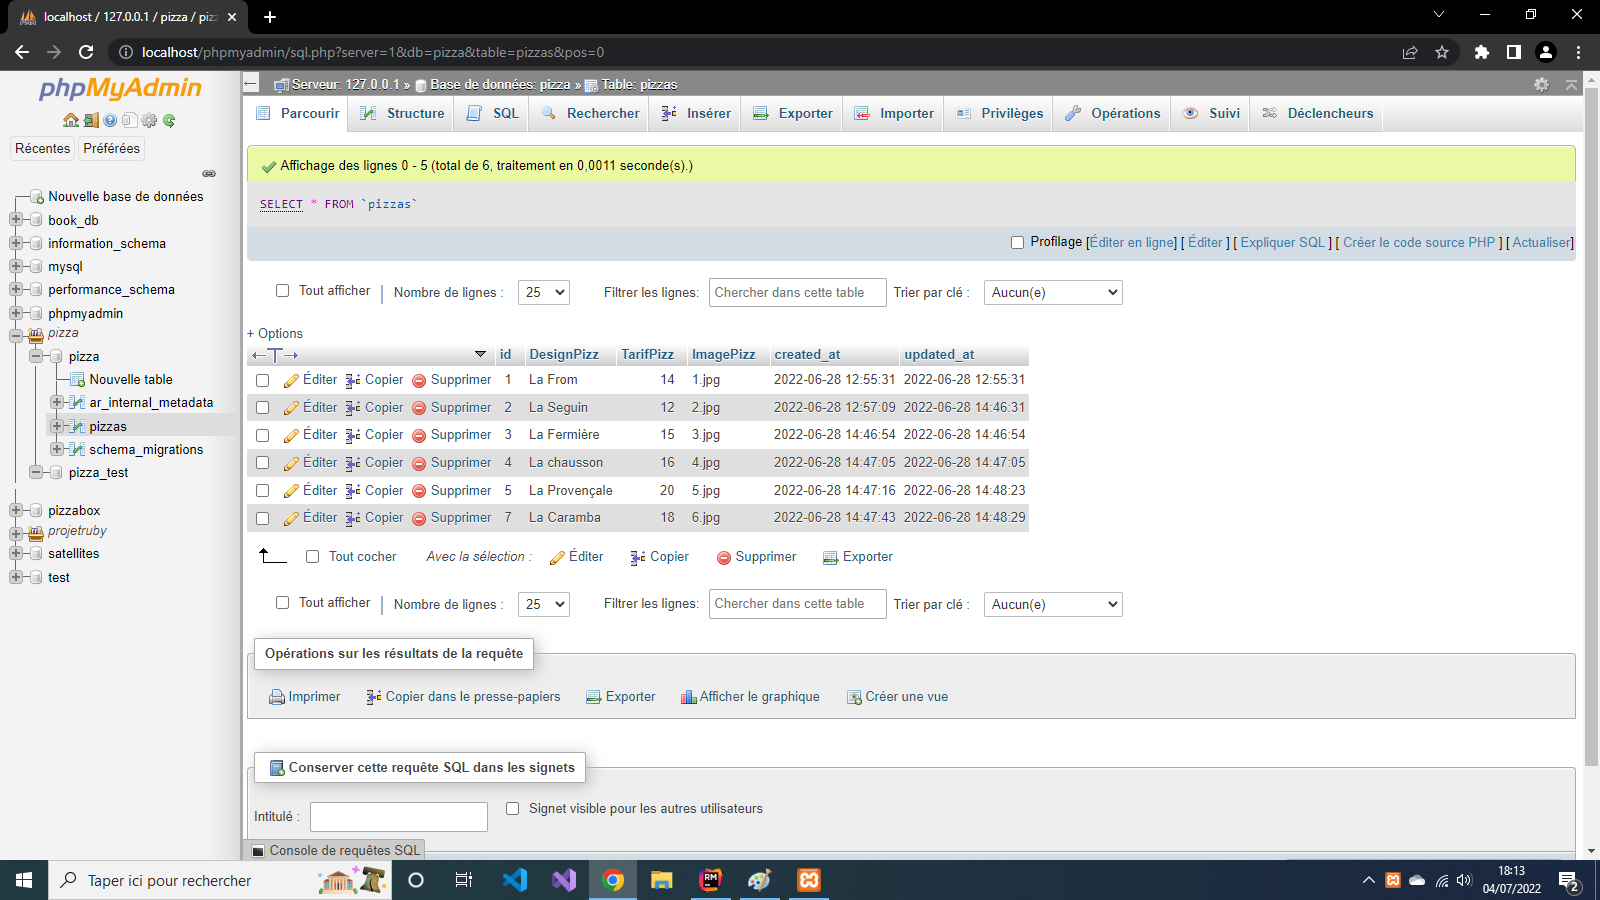 localhost / 127.0.0.1 / pizza / piz
localhost/phpmyadmin/sql.php?server=1&db=pizza&table=pizzas&pos=0
phpMyAdmin
Récentes Préférées
Nouvelle base de données
book_db
information_schema
mysql
performance_schema
phpmyadmin
pizza
pizza
Nouvelle table
ar_internal_metadata
pizzas
schema_migrations
pizza_test
pizzabox
projetruby
satellites
test
Serveur: 127.0.0.1 » Base de données: pizza » Table: pizzas
Parcourir Structure SQL Rechercher Insérer Exporter Importer Privilèges Opérations Suivi Déclencheurs
Affichage des lignes 0 - 5 (total de 6, traitement en 0,0011 seconde(s).)
SELECT * FROM `pizzas`
Profilage [Éditer en ligne] [ Éditer ] [ Expliquer SQL ] [ Créer le code source PHP ] [ Actualiser]
Tout afficher Nombre de lignes : 25 Filtrer les lignes: Chercher dans cette table Trier par clé : Aucun(e)
+ Options
id DesignPizz TarifPizz ImagePizz created_at updated_at
Éditer Copier Supprimer 1 La From 14 1.jpg 2022-06-28 12:55:31 2022-06-28 12:55:31
Éditer Copier Supprimer 2 La Seguin 12 2.jpg 2022-06-28 12:57:09 2022-06-28 14:46:31
Éditer Copier Supprimer 3 La Fermière 15 3.jpg 2022-06-28 14:46:54 2022-06-28 14:46:54
Éditer Copier Supprimer 4 La chausson 16 4.jpg 2022-06-28 14:47:05 2022-06-28 14:47:05
Éditer Copier Supprimer 5 La Provençale 20 5.jpg 2022-06-28 14:47:16 2022-06-28 14:48:23
Éditer Copier Supprimer 7 La Caramba 18 6.jpg 2022-06-28 14:47:43 2022-06-28 14:48:29
Tout cocher Avec la sélection : Éditer Copier Supprimer Exporter
Tout afficher Nombre de lignes : 25 Filtrer les lignes: Chercher dans cette table Trier par clé : Aucun(e)
Opérations sur les résultats de la requête
Imprimer Copier dans le presse-papiers Exporter Afficher le graphique Créer une vue
Conserver cette requête SQL dans les signets
Intitulé : Signet visible pour les autres utilisateurs
Console de requêtes SQL
Taper ici pour rechercher
RM
18:13
04/07/2022
2